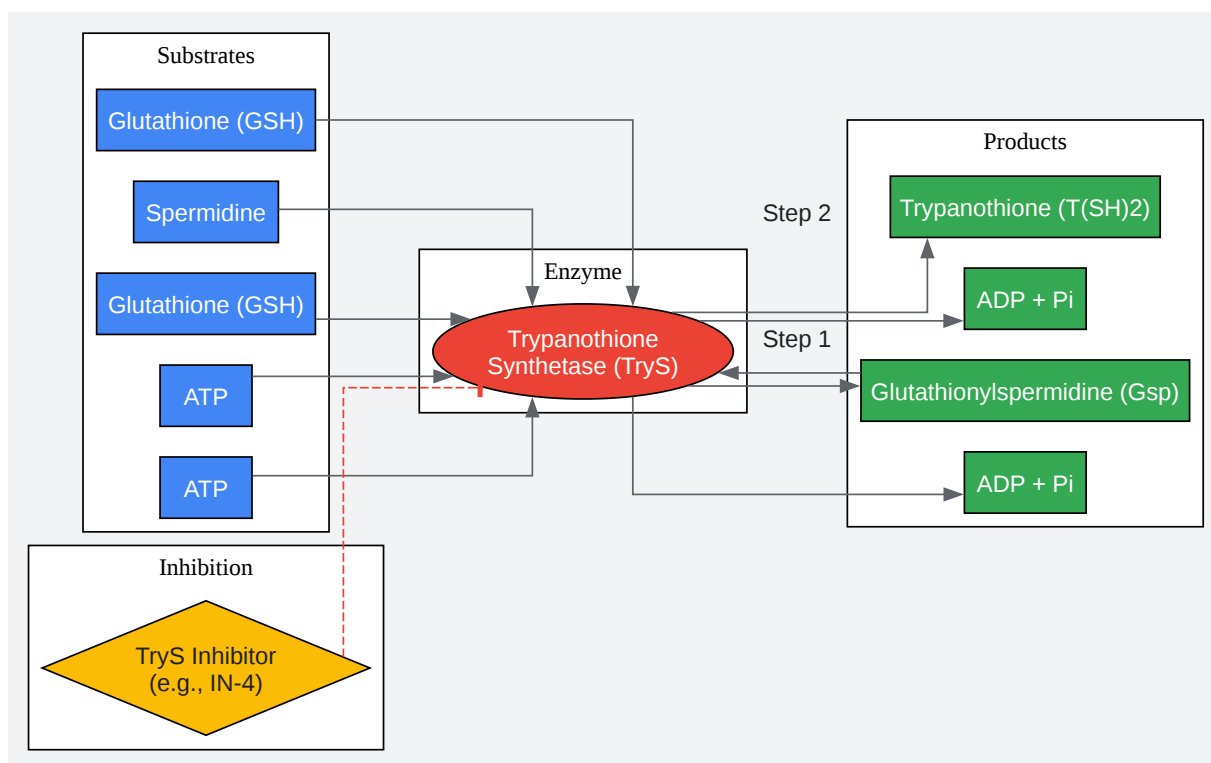 Substrates
Glutathione (GSH)
Spermidine
Glutathione (GSH)
ATP
ATP
Inhibition
TryS Inhibitor
(e.g., IN-4)
Enzyme
Trypanothione
Synthetase (TryS)
Step 2
Step 1
Products
Trypanothione (T(SH)2)
ADP + Pi
Glutathionylspermidine (Gsp)
ADP + Pi